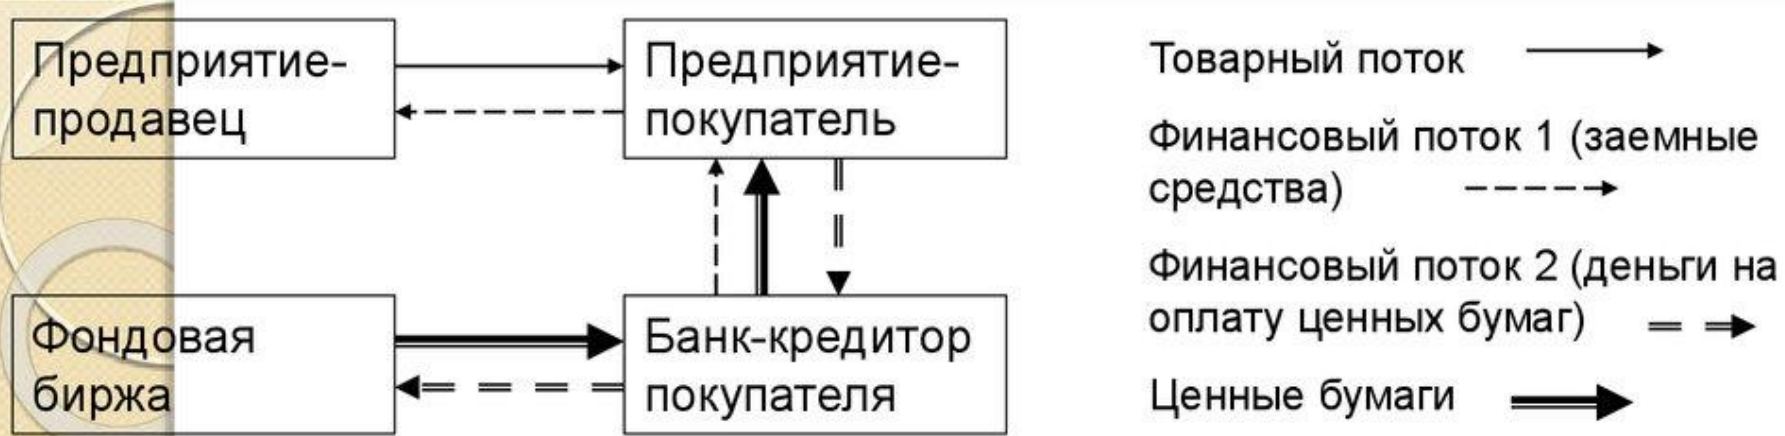 Предприятие-
продавец
Предприятие-
покупатель
Фондовая
биржа
Банк-кредитор
покупателя
Товарный поток
Финансовый поток 1 (заемные
средства)
Финансовый поток 2 (деньги на
оплату ценных бумаг)
Ценные бумаги